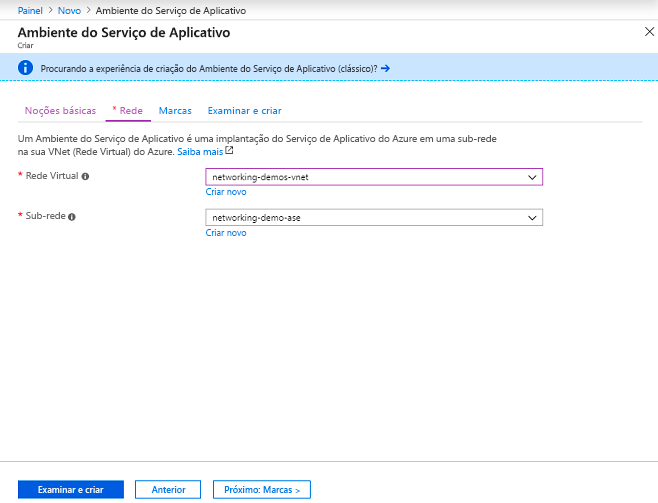 Painel > Novo > Ambiente do Serviço de Aplicativo
Ambiente do Serviço de Aplicativo
Criar
Procurando a experiência de criação do Ambiente do Serviço de Aplicativo (clássico)? →
Noções básicas * Rede Marcas Examinar e criar
Um Ambiente do Serviço de Aplicativo é uma implantação do Serviço de Aplicativo do Azure em uma sub-rede
na sua VNet (Rede Virtual) do Azure. Saiba mais
* Rede Virtual
networking-demos-vnet
Criar novo
* Sub-rede
networking-demo-ase
Criar novo
Examinar e criar Anterior Próximo: Marcas >